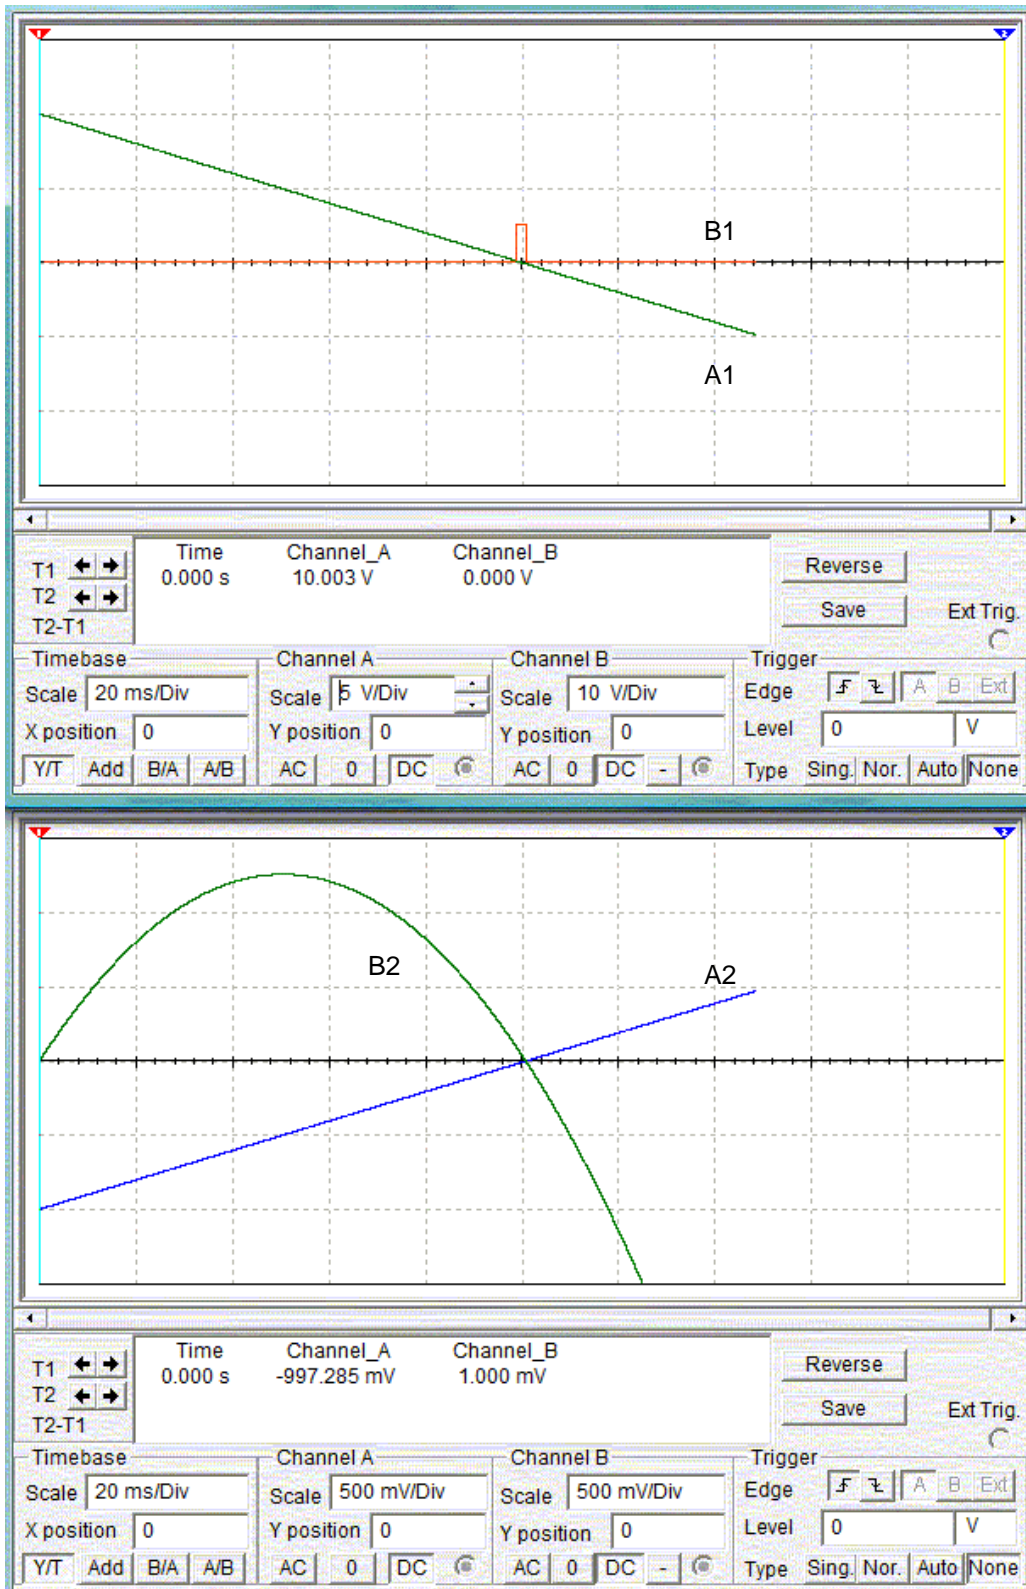 1
2
B1
A1
Time Channel_A Channel_B
0.000 s 10.003 V 0.000 V
T1
T2
T2-T1
Reverse
Save
Ext Trig.
Timebase
Scale 20 ms/Div
X position 0
Y/T Add B/A A/B
Channel A
Scale 5 V/Div
Y position 0
AC 0 DC
Channel B
Scale 10 V/Div
Y position 0
AC 0 DC -
Trigger
Edge A B Ext
Level 0 V
Type Sing. Nor. Auto None
1
2
B2
A2
Time Channel_A Channel_B
0.000 s -997.285 mV 1.000 mV
T1
T2
T2-T1
Reverse
Save
Ext Trig.
Timebase
Scale 20 ms/Div
X position 0
Y/T Add B/A A/B
Channel A
Scale 500 mV/Div
Y position 0
AC 0 DC
Channel B
Scale 500 mV/Div
Y position 0
AC 0 DC -
Trigger
Edge A B Ext
Level 0 V
Type Sing. Nor. Auto None